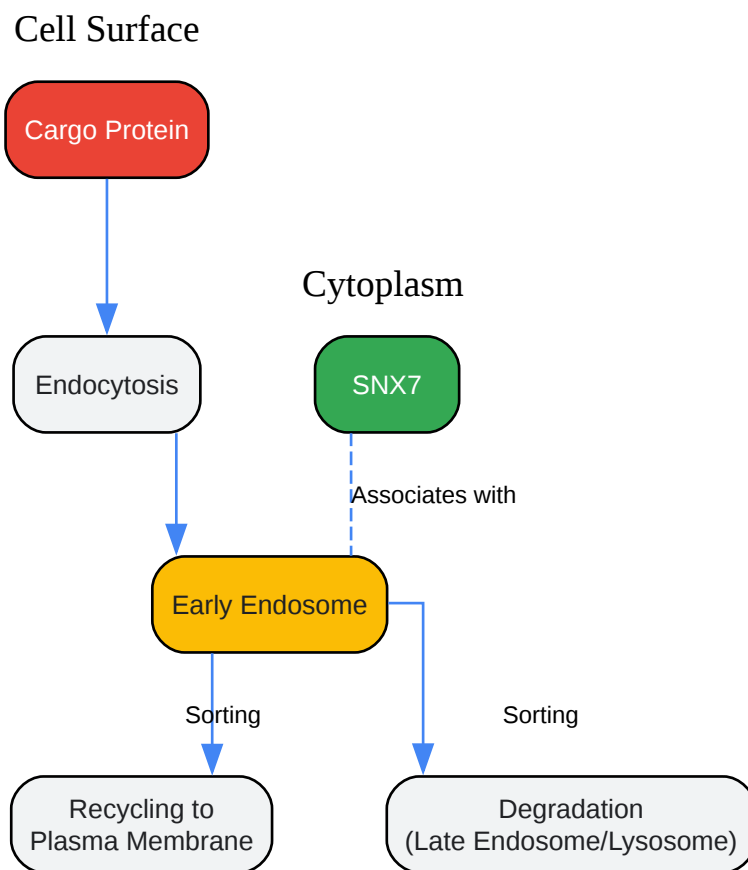 Cell Surface
Cargo Protein
Cytoplasm
Endocytosis
SNX7
Associates with
Early Endosome
Sorting
Sorting
Recycling to
Plasma Membrane
Degradation
(Late Endosome/Lysosome)